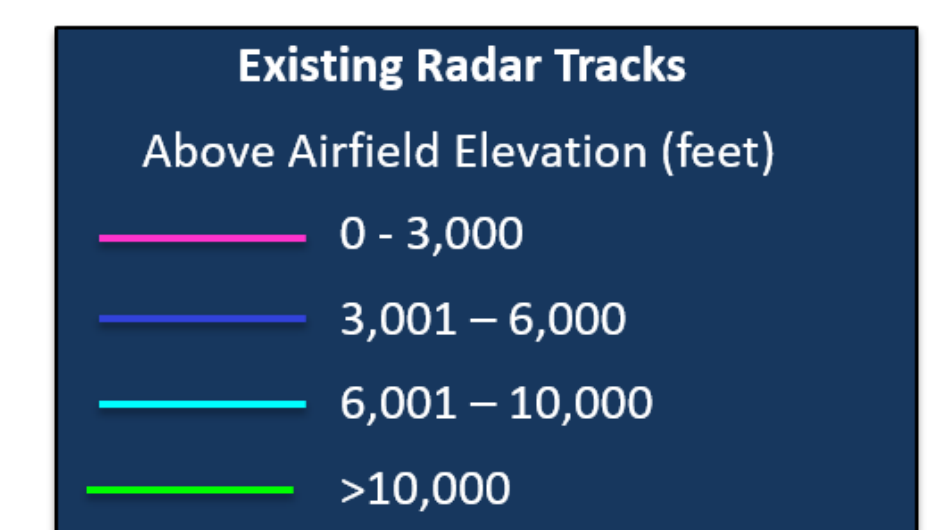 Existing Radar Tracks
Above Airfield Elevation (feet)
0 - 3,000
3,001 – 6,000
6,001 – 10,000
>10,000